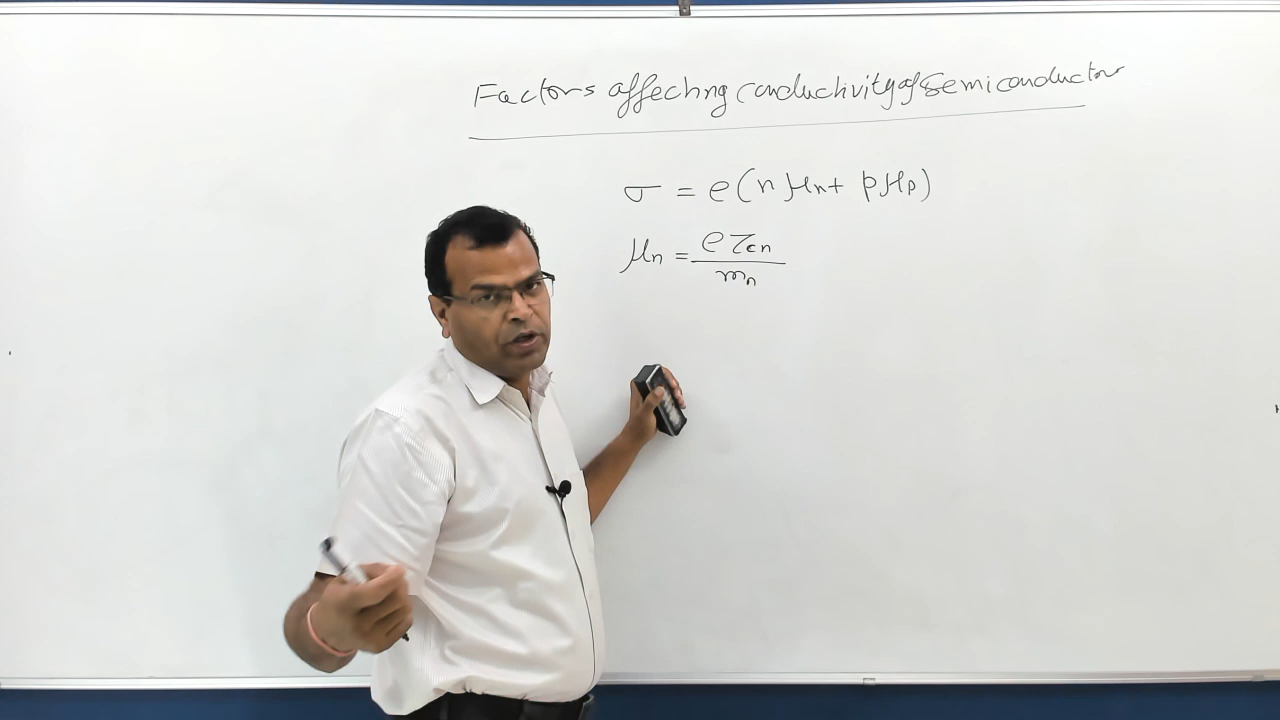 Factors affecting conductivity of semiconductor
σ = e(nμn + pμp)
μn = eτcn / mn